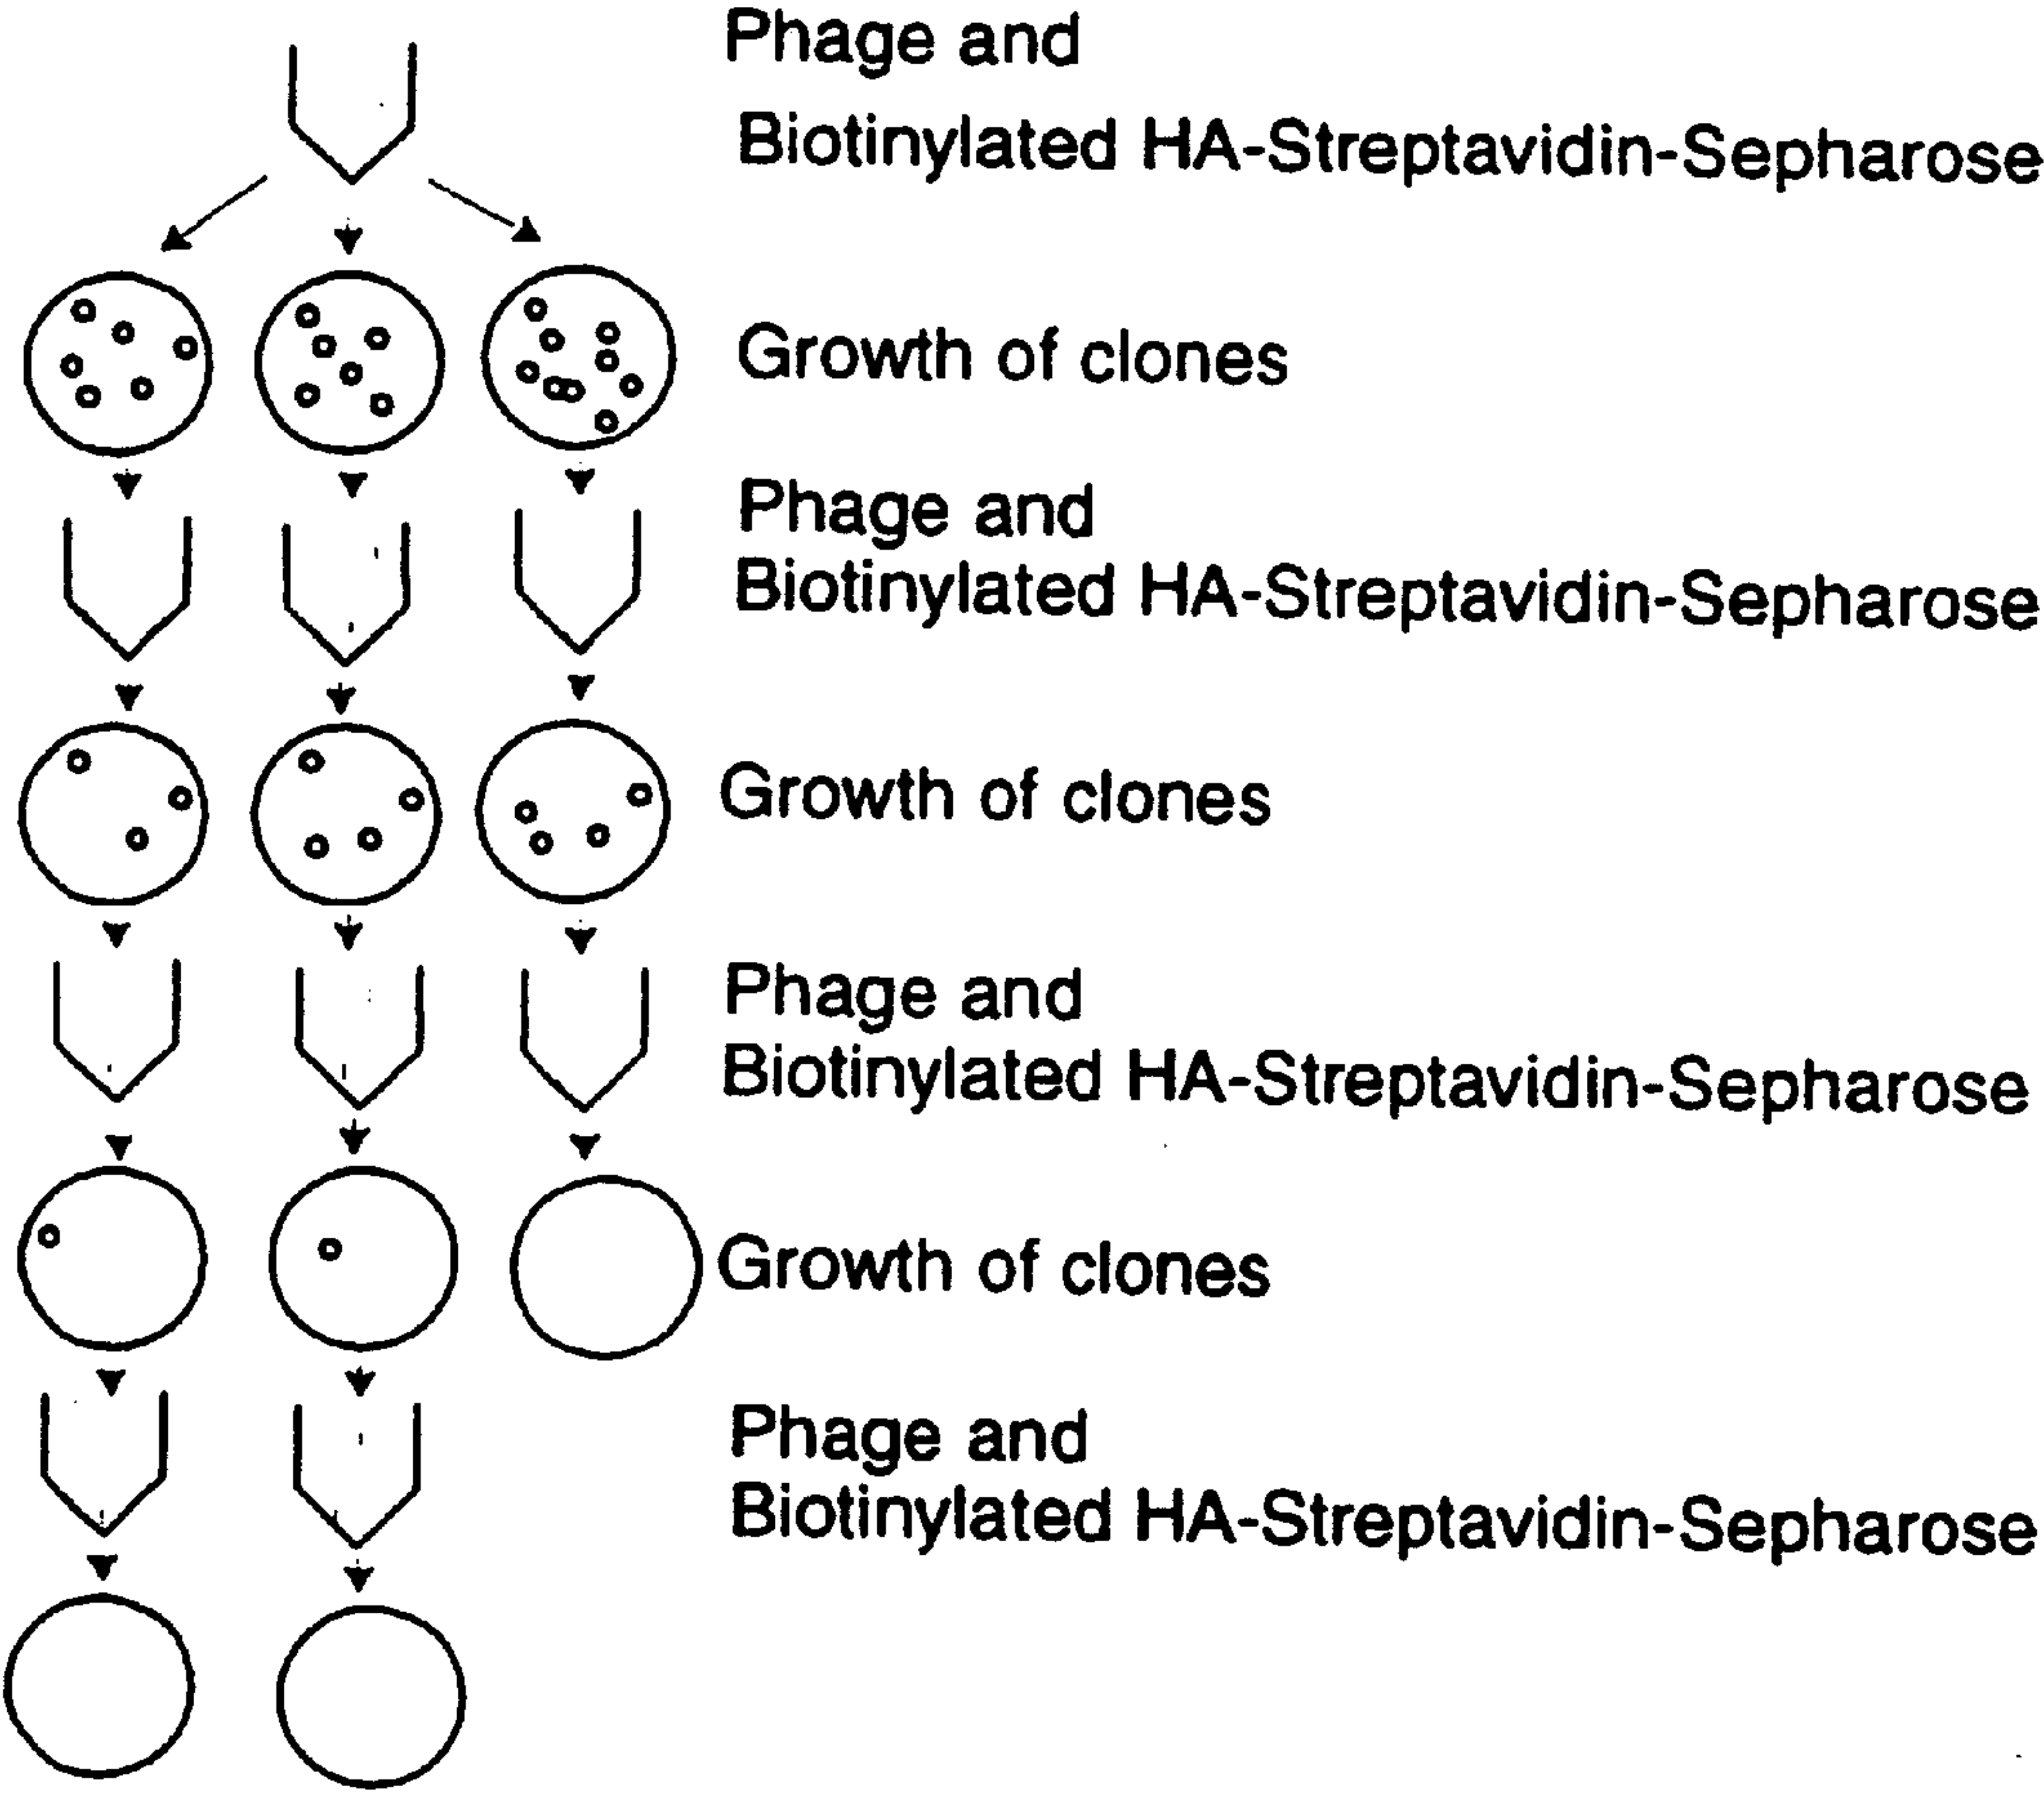 Phage and
Biotinylated HA-Streptavidin-Sepharose
Growth of clones
Phage and
Biotinylated HA-Streptavidin-Sepharose
Growth of clones
Phage and
Biotinylated HA-Streptavidin-Sepharose
Growth of clones
Phage and
Biotinylated HA-Streptavidin-Sepharose